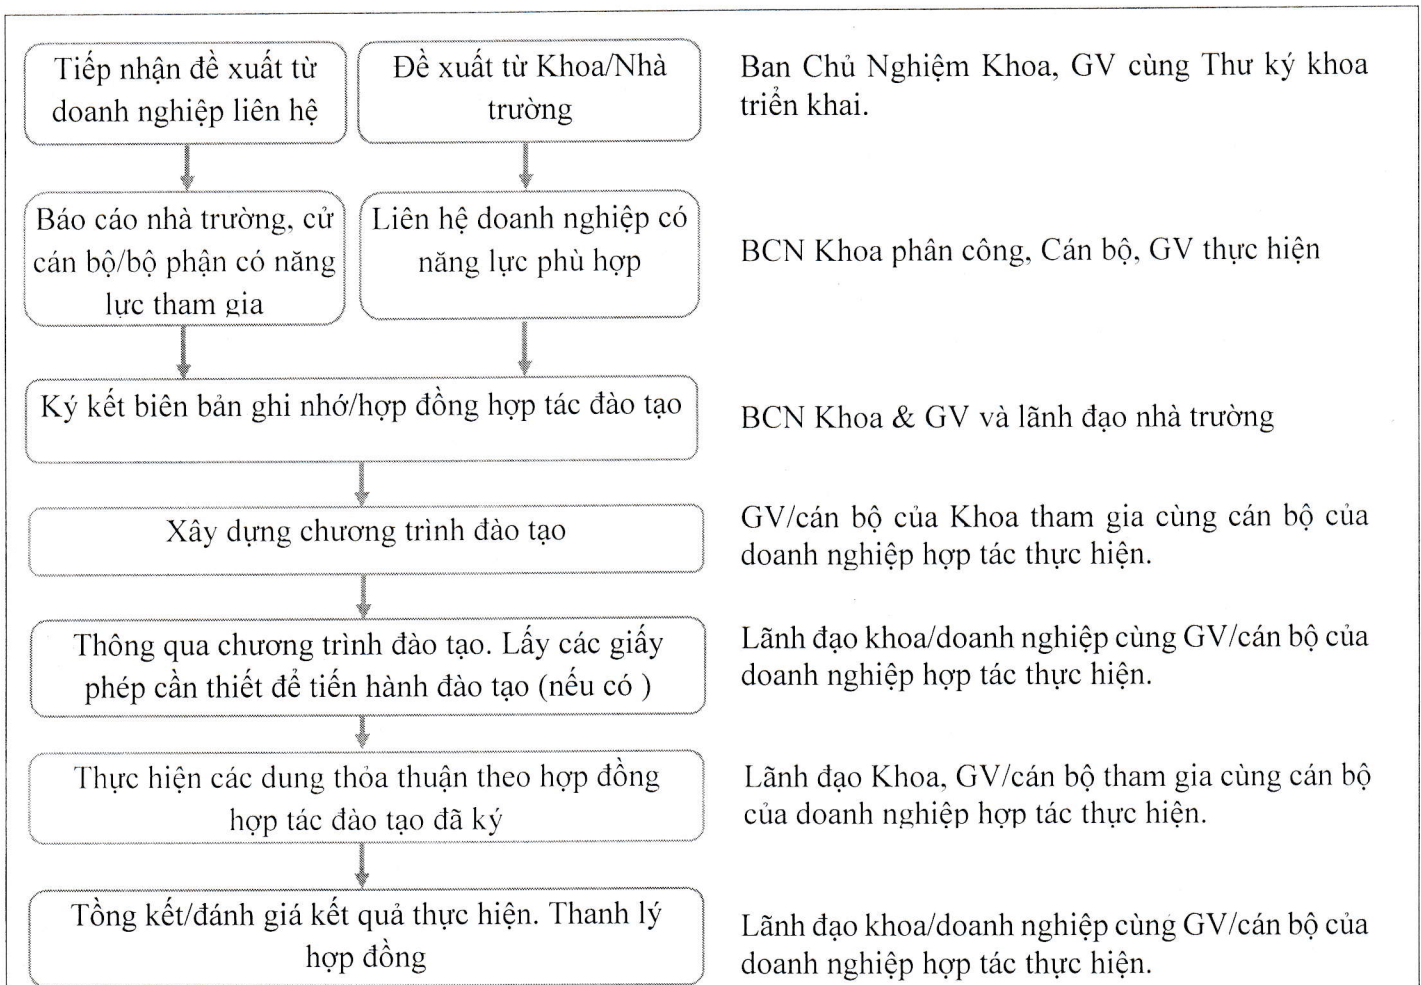 Tiếp nhận đề xuất từ
doanh nghiệp liên hệ
Đề xuất từ Khoa/Nhà
trường
Ban Chủ Nghiệm Khoa, GV cùng Thư ký khoa
triển khai.
Báo cáo nhà trường, cử
cán bộ/bộ phận có năng
lực tham gia
Liên hệ doanh nghiệp có
năng lực phù hợp
BCN Khoa phân công, Cán bộ, GV thực hiện
Ký kết biên bản ghi nhớ/hợp đồng hợp tác đào tạo
BCN Khoa & GV và lãnh đạo nhà trường
Xây dựng chương trình đào tạo
GV/cán bộ của Khoa tham gia cùng cán bộ của
doanh nghiệp hợp tác thực hiện.
Thông qua chương trình đào tạo. Lấy các giấy
phép cần thiết để tiến hành đào tạo (nếu có )
Lãnh đạo khoa/doanh nghiệp cùng GV/cán bộ của
doanh nghiệp hợp tác thực hiện.
Thực hiện các dung thỏa thuận theo hợp đồng
hợp tác đào tạo đã ký
Lãnh đạo Khoa, GV/cán bộ tham gia cùng cán bộ
của doanh nghiệp hợp tác thực hiện.
Tổng kết/đánh giá kết quả thực hiện. Thanh lý
hợp đồng
Lãnh đạo khoa/doanh nghiệp cùng GV/cán bộ của
doanh nghiệp hợp tác thực hiện.